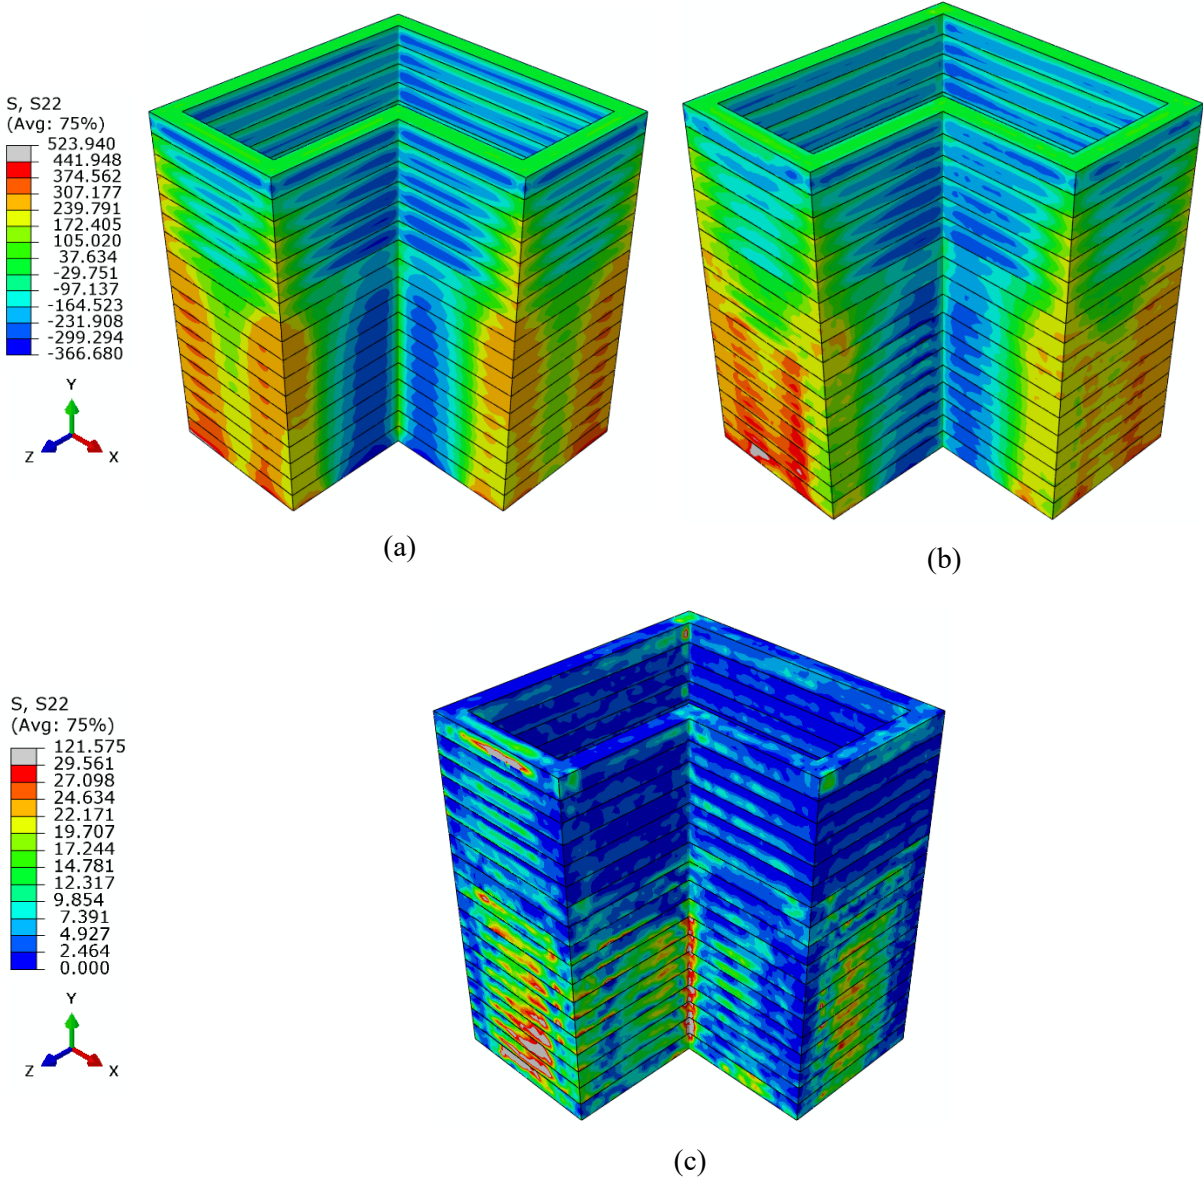 S, S22
(Avg: 75%)
523.940
441.948
374.562
307.177
239.791
172.405
105.020
37.634
-29.751
-97.137
-164.523
-231.908
-299.294
-366.680
Y
Z
X
(a)
(b)
S, S22
(Avg: 75%)
121.575
29.561
27.098
24.634
22.171
19.707
17.244
14.781
12.317
9.854
7.391
4.927
2.464
0.000
Y
Z
X
(c)